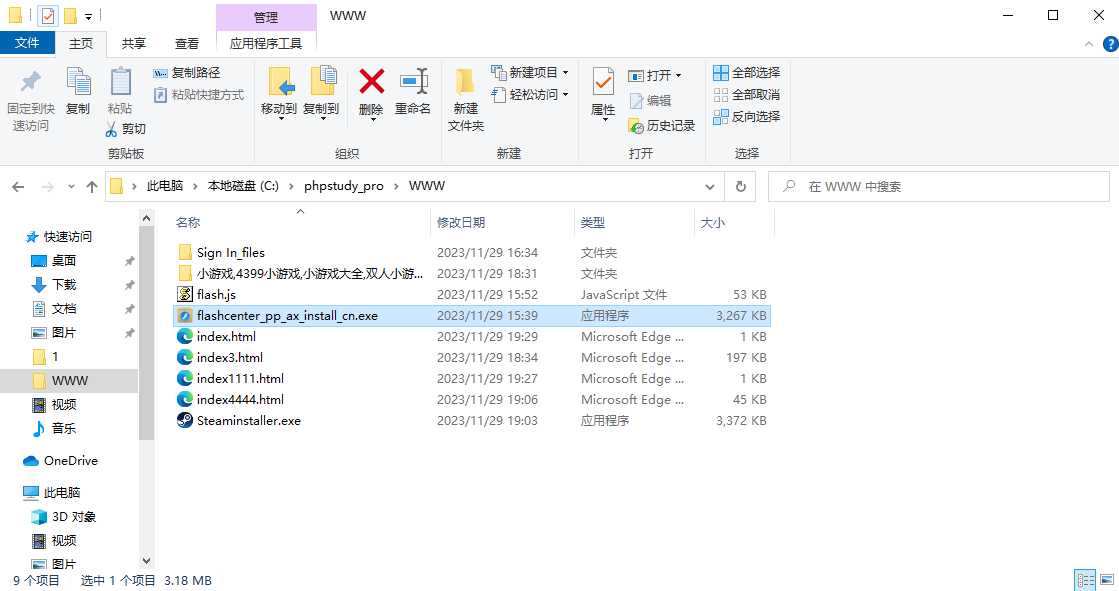 管理
WWW
文件
主页
共享
查看
应用程序工具
固定到快
速访问
复制
粘贴
复制路径
粘贴快捷方式
剪切
移动到
复制到
删除
重命名
新建
文件夹
新建项目
轻松访问
属性
打开
编辑
历史记录
全部选择
全部取消
反向选择
剪贴板
组织
新建
打开
选择
此电脑 › 本地磁盘 (C:) › phpstudy_pro › WWW
在 WWW 中搜索
快速访问
桌面
下载
文档
图片
1
WWW
视频
音乐
OneDrive
此电脑
3D 对象
视频
图片
名称 修改日期 类型 大小
Sign In_files 2023/11/29 16:34 文件夹
小游戏,4399小游戏,小游戏大全,双人小游... 2023/11/29 18:31 文件夹
flash.js 2023/11/29 15:52 JavaScript 文件 53 KB
flashcenter_pp_ax_install_cn.exe 2023/11/29 15:39 应用程序 3,267 KB
index.html 2023/11/29 19:29 Microsoft Edge ... 1 KB
index3.html 2023/11/29 18:34 Microsoft Edge ... 197 KB
index1111.html 2023/11/29 19:27 Microsoft Edge ... 1 KB
index4444.html 2023/11/29 19:06 Microsoft Edge ... 45 KB
Steaminstaller.exe 2023/11/29 19:03 应用程序 3,372 KB
9 个项目 选中 1 个项目 3.18 MB